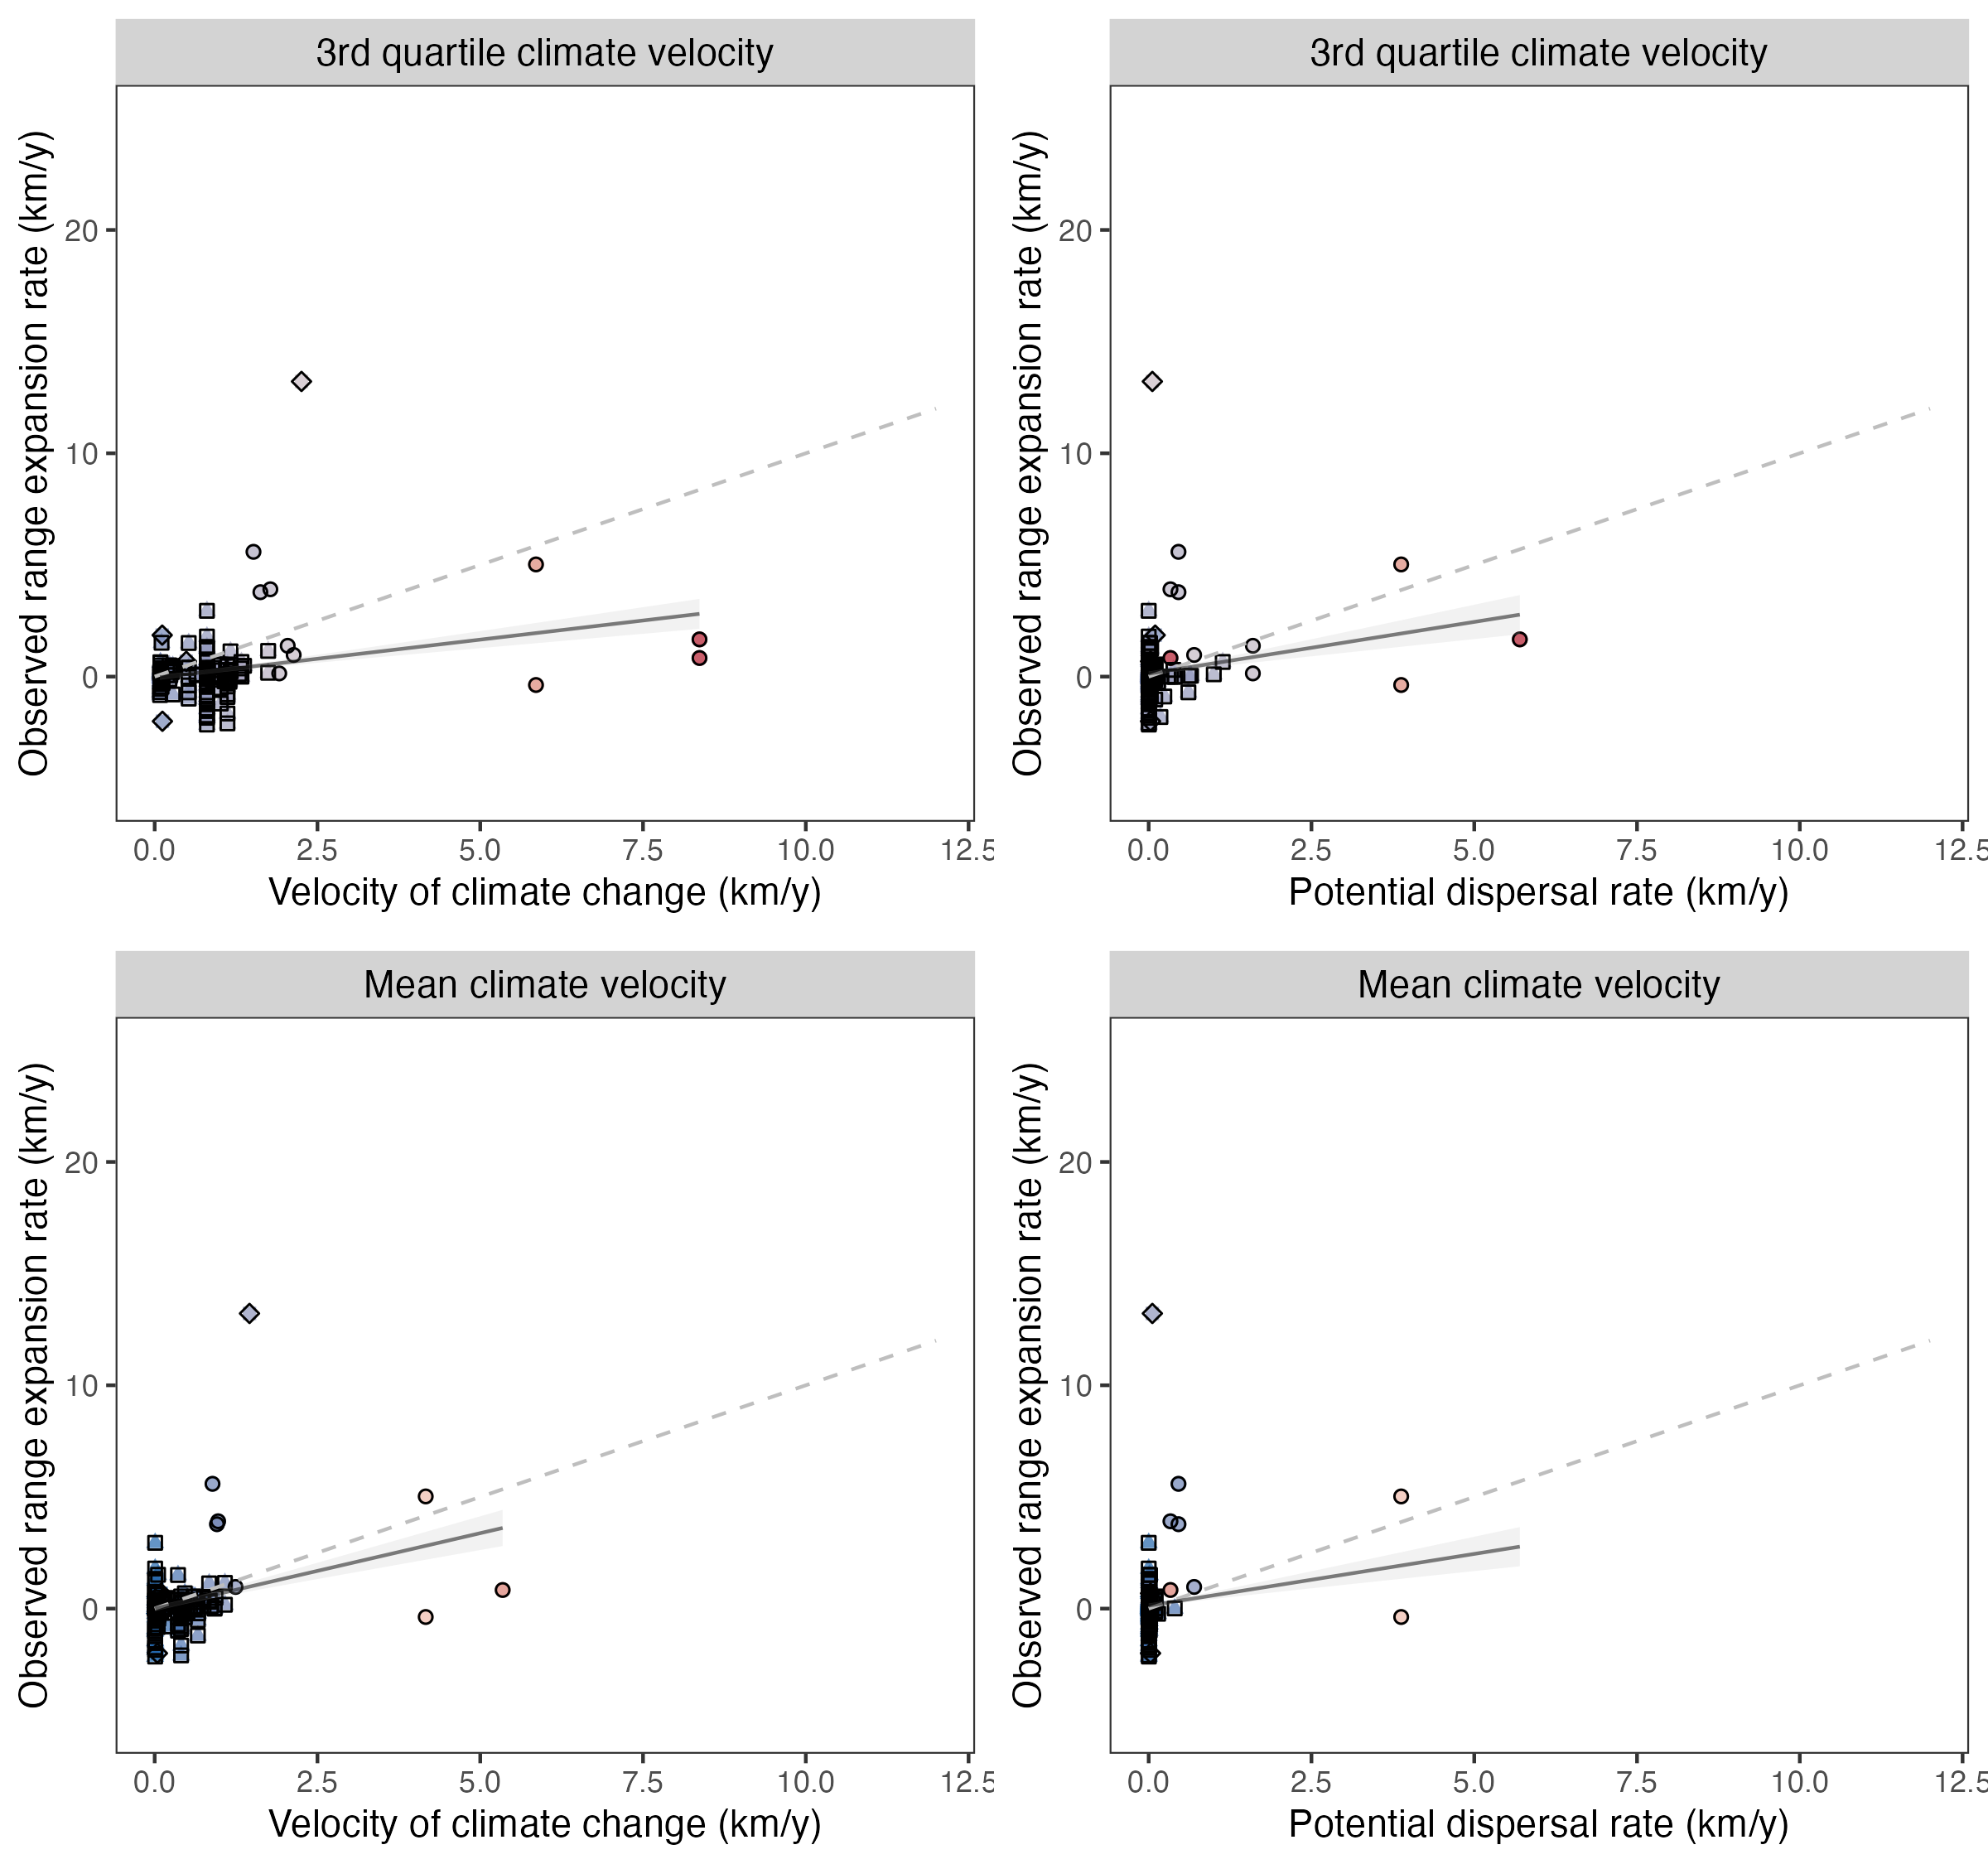 3rd quartile climate velocity
Observed range expansion rate (km/y)
20
10
0
0.0 2.5 5.0 7.5 10.0 12.5
Velocity of climate change (km/y)
3rd quartile climate velocity
Observed range expansion rate (km/y)
20
10
0
0.0 2.5 5.0 7.5 10.0 12.5
Potential dispersal rate (km/y)
Mean climate velocity
Observed range expansion rate (km/y)
20
10
0
0.0 2.5 5.0 7.5 10.0 12.5
Velocity of climate change (km/y)
Mean climate velocity
Observed range expansion rate (km/y)
20
10
0
0.0 2.5 5.0 7.5 10.0 12.5
Potential dispersal rate (km/y)